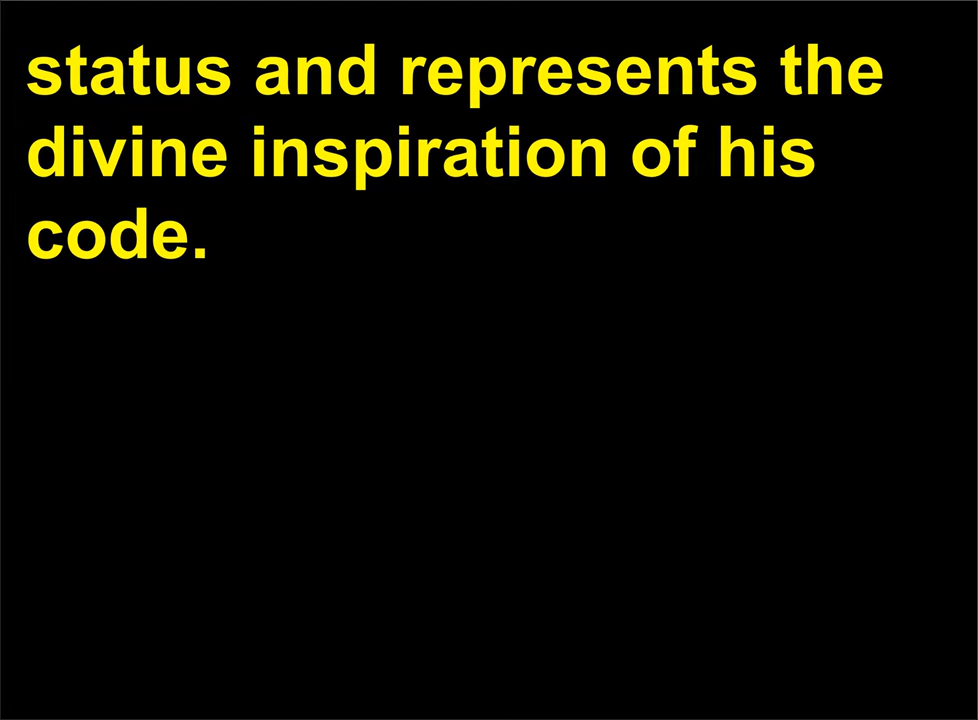 status and represents the
divine inspiration of his
code.